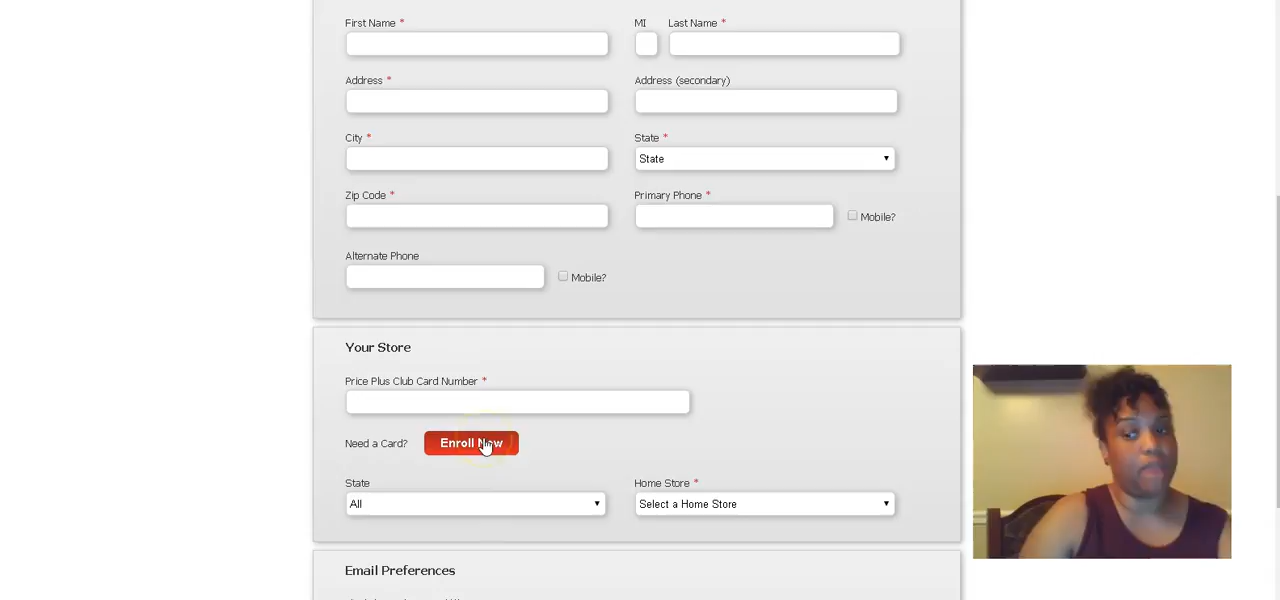 First Name *
MI
Last Name *
Address *
Address (secondary)
City *
State *
State
Zip Code *
Primary Phone *
Mobile?
Alternate Phone
Mobile?
Your Store
Price Plus Club Card Number *
Need a Card?
Enroll Now
State
Home Store *
All
Select a Home Store
Email Preferences